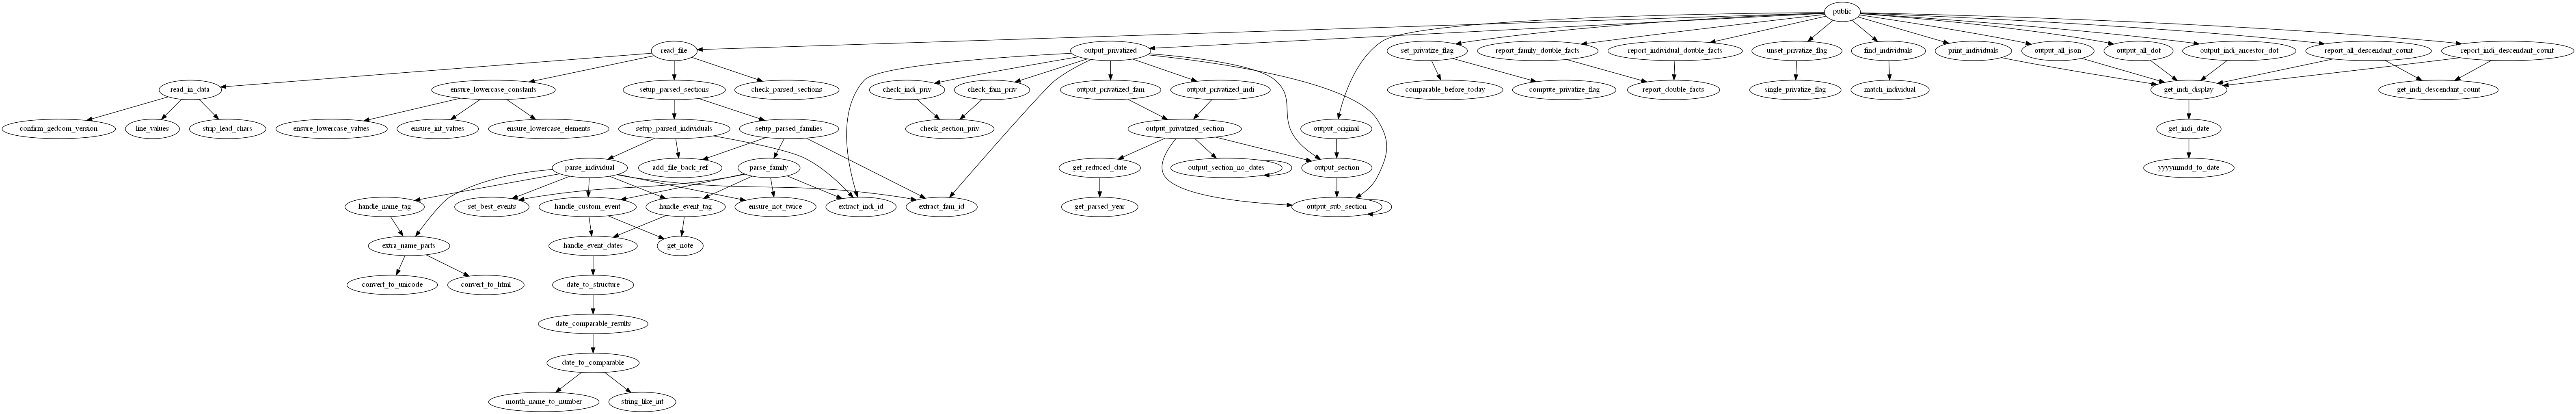 public
read_file
output_privatized
set_privatize_flag
report_family_double_facts
report_individual_double_facts
unset_privatize_flag
find_individuals
print_individuals
output_all_json
output_all_dot
output_indi_ancestor_dot
report_all_descendant_count
report_indi_descendant_count
read_in_data
ensure_lowercase_constants
setup_parsed_sections
check_parsed_sections
check_indi_priv
check_fam_priv
output_privatized_fam
output_privatized_indi
comparable_before_today
compute_privatize_flag
report_double_facts
single_privatize_flag
match_individual
get_indi_display
get_indi_descendant_count
confirm_gedcom_version
line_values
strip_lead_chars
ensure_lowercase_values
ensure_int_values
ensure_lowercase_elements
setup_parsed_individuals
setup_parsed_families
check_section_priv
output_privatized_section
output_original
get_indi_date
parse_individual
add_file_back_ref
parse_family
get_reduced_date
output_section_no_dates
output_section
yyyymmdd_to_date
handle_name_tag
set_best_events
handle_custom_event
handle_event_tag
ensure_not_twice
extract_indi_id
extract_fam_id
get_parsed_year
output_sub_section
extra_name_parts
handle_event_dates
get_note
convert_to_unicode
convert_to_html
date_to_structure
date_comparable_results
date_to_comparable
month_name_to_number
string_like_int